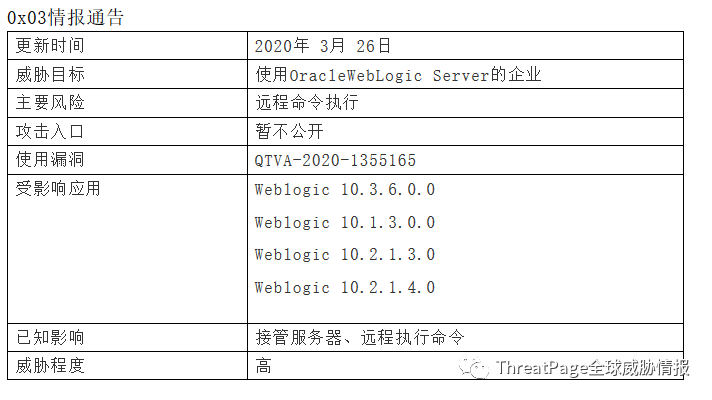 0x03情报通告
更新时间 2020年 3月 26日
威胁目标 使用OracleWebLogic Server的企业
主要风险 远程命令执行
攻击入口 暂不公开
使用漏洞 QTVA-2020-1355165
受影响应用 Weblogic 10.3.6.0.0
Weblogic 10.1.3.0.0
Weblogic 10.2.1.3.0
Weblogic 10.2.1.4.0
已知影响 接管服务器、远程执行命令
威胁程度 高
ThreatPage全球威胁情报